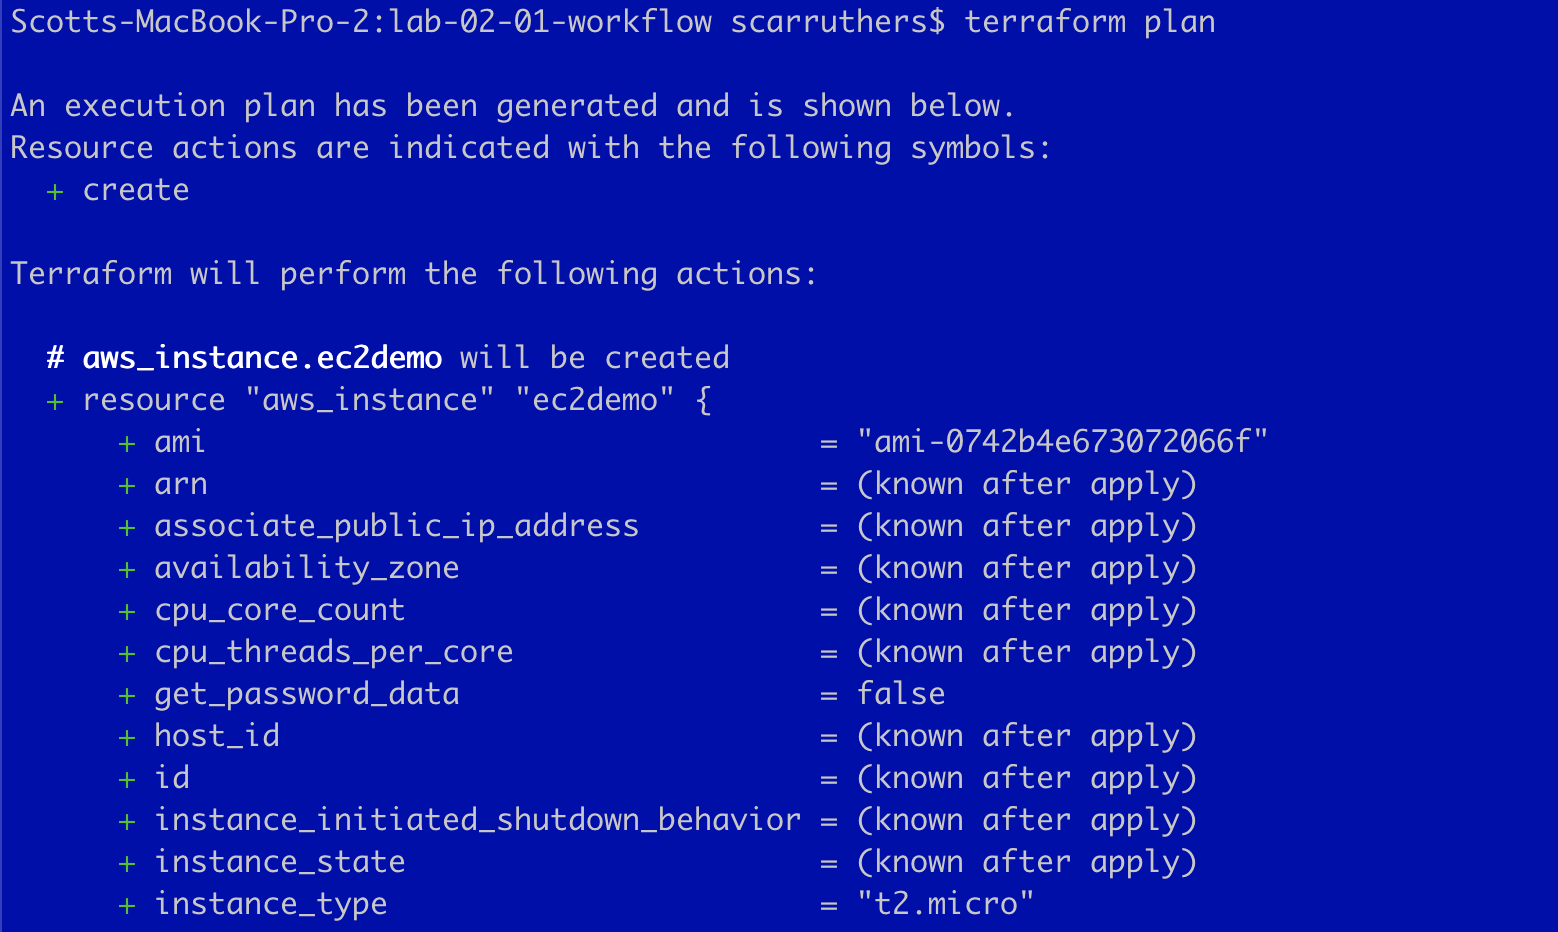 Scotts-MacBook-Pro-2:lab-02-01-workflow scarruthers$ terraform plan
An execution plan has been generated and is shown below.
Resource actions are indicated with the following symbols:
+ create
Terraform will perform the following actions:
# aws_instance.ec2demo will be created
+ resource "aws_instance" "ec2demo" {
+ ami = "ami-0742b4e673072066f"
+ arn = (known after apply)
+ associate_public_ip_address = (known after apply)
+ availability_zone = (known after apply)
+ cpu_core_count = (known after apply)
+ cpu_threads_per_core = (known after apply)
+ get_password_data = false
+ host_id = (known after apply)
+ id = (known after apply)
+ instance_initiated_shutdown_behavior = (known after apply)
+ instance_state = (known after apply)
+ instance_type = "t2.micro"